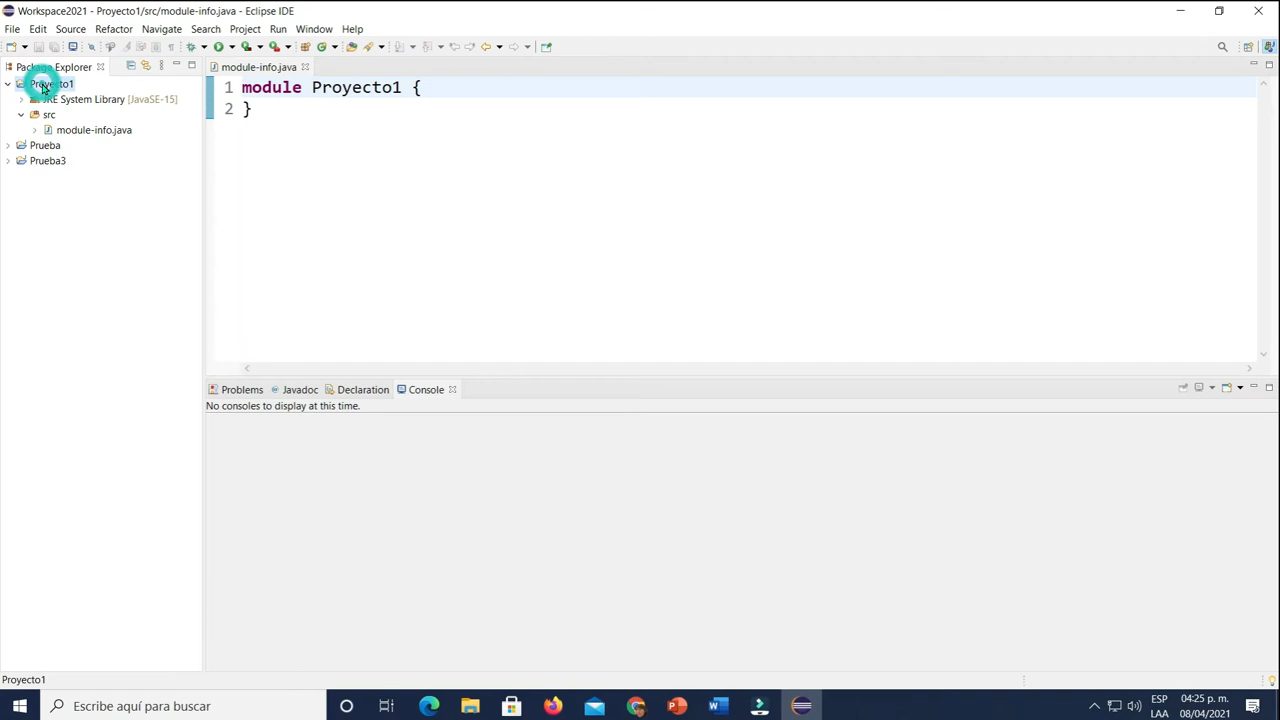 Workspace2021 - Proyecto1/src/module-info.java - Eclipse IDE
File Edit Source Refactor Navigate Search Project Run Window Help
Package Explorer
module-info.java
Proyecto1
JRE System Library [JavaSE-15]
src
module-info.java
Prueba
Prueba3
1 module Proyecto1 {
2 }
Problems Javadoc Declaration Console
No consoles to display at this time.
Proyecto1
Escribe aquí para buscar
ESP
LAA
04:25 p. m.
08/04/2021